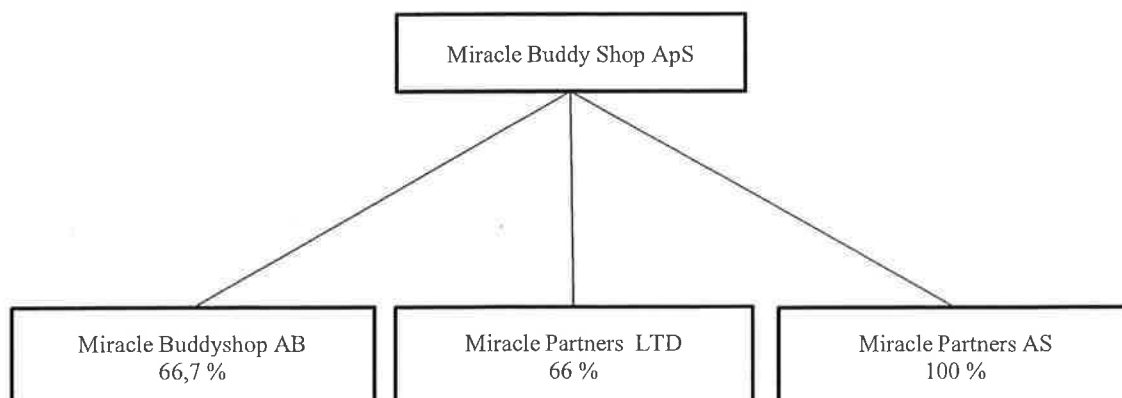 Miracle Buddy Shop ApS
Miracle Buddyshop AB
66,7 %
Miracle Partners LTD
66 %
Miracle Partners AS
100 %